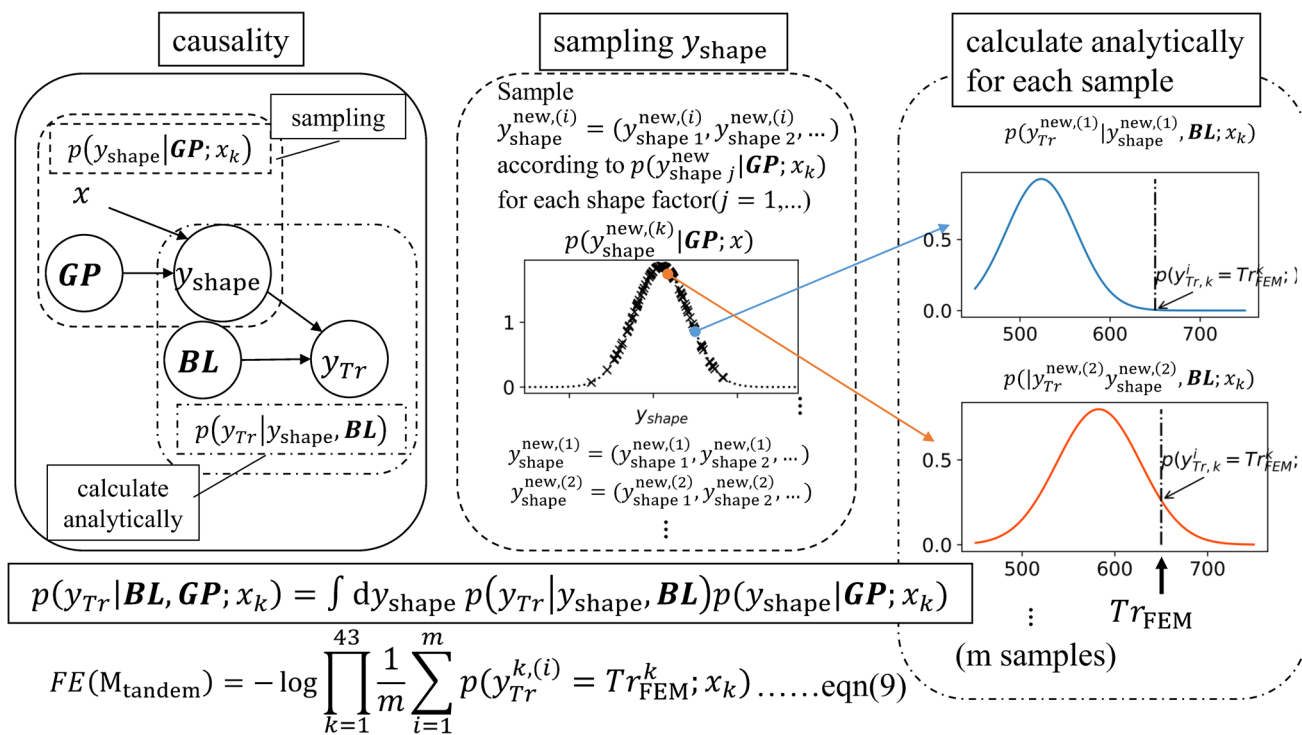 causality
sampling
p(y_shape|GP; x_k)
x
GP
y_shape
BL
y_Tr
p(y_Tr|y_shape, BL)
calculate
analytically
sampling y_shape
Sample
y_shape^new,(i) = (y_shape 1^new,(i), y_shape 2^new,(i), …)
according to p(y_shape j^new|GP; x_k)
for each shape factor(j = 1,…)
p(y_shape^new,(k)|GP; x)
1
0
y_shape
⋮
y_shape^new,(1) = (y_shape 1^new,(1), y_shape 2^new,(1), …)
y_shape^new,(2) = (y_shape 1^new,(2), y_shape 2^new,(2), …)
⋮
calculate analytically
for each sample
p(y_Tr^new,(1)|y_shape^new,(1), BL; x_k)
0.5
0.0
p(y_Tr,k^i = Tr_FEM^k; )
500 600 700
p(|y_Tr^new,(2) y_shape^new,(2), BL; x_k)
0.5
0.0
p(y_Tr,k^i = Tr_FEM^k;
500 600 700
Tr_FEM
⋮
(m samples)
p(y_Tr|BL, GP; x_k) = ∫ dy_shape p(y_Tr|y_shape, BL)p(y_shape|GP; x_k)
FE(M_tandem) = −log ∏_{k=1}^{43} 1/m ∑_{i=1}^{m} p(y_Tr^k,(i) = Tr_FEM^k; x_k) ……eqn(9)